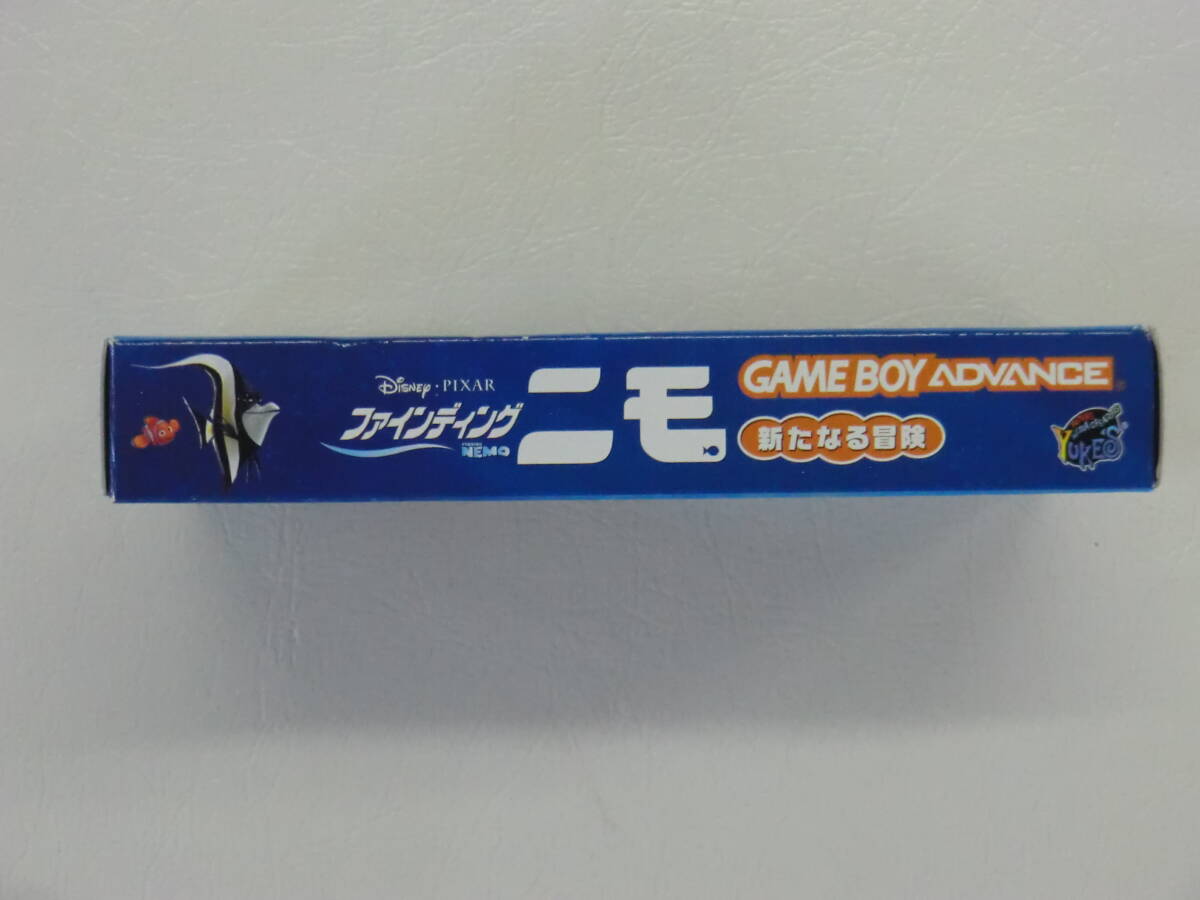 Disney・PIXAR
ファインディング
NEMO
ニモ
GAME BOY ADVANCE
新たなる冒険
YUKE'S